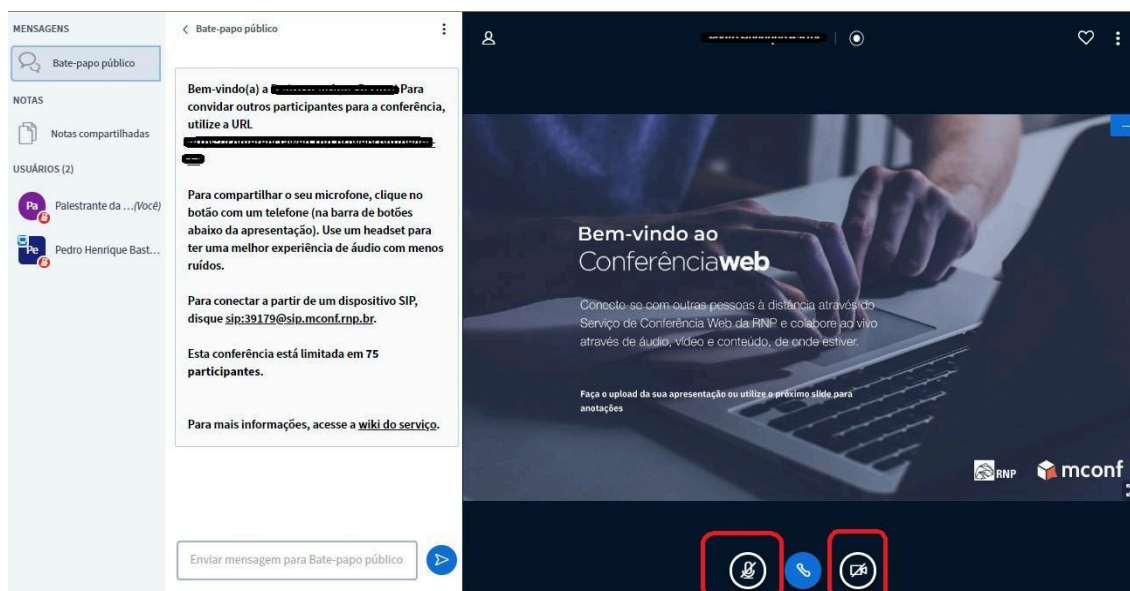 MENSAGENS
Bate-papo público
NOTAS
Notas compartilhadas
USUÁRIOS (2)
Pa
Palestrante da ...(Você)
Pe
Pedro Henrique Bast...
Bate-papo público
Bem-vindo(a) a Para
convidar outros participantes para a conferência,
utilize a URL
Para compartilhar o seu microfone, clique no
botão com um telefone (na barra de botões
abaixo da apresentação). Use um headset para
ter uma melhor experiência de áudio com menos
ruídos.
Para conectar a partir de um dispositivo SIP,
disque sip:39179@sip.mconf.rnp.br.
Esta conferência está limitada em 75
participantes.
Para mais informações, acesse a wiki do serviço.
Enviar mensagem para Bate-papo público
Bem-vindo ao
Conferênciaweb
Conecte-se com outras pessoas à distância através do
Serviço de Conferência Web da RNP e colabore ao vivo
através de áudio, vídeo e conteúdo, de onde estiver.
Faça o upload da sua apresentação ou utilize o próximo slide para
anotações
RNP
mconf